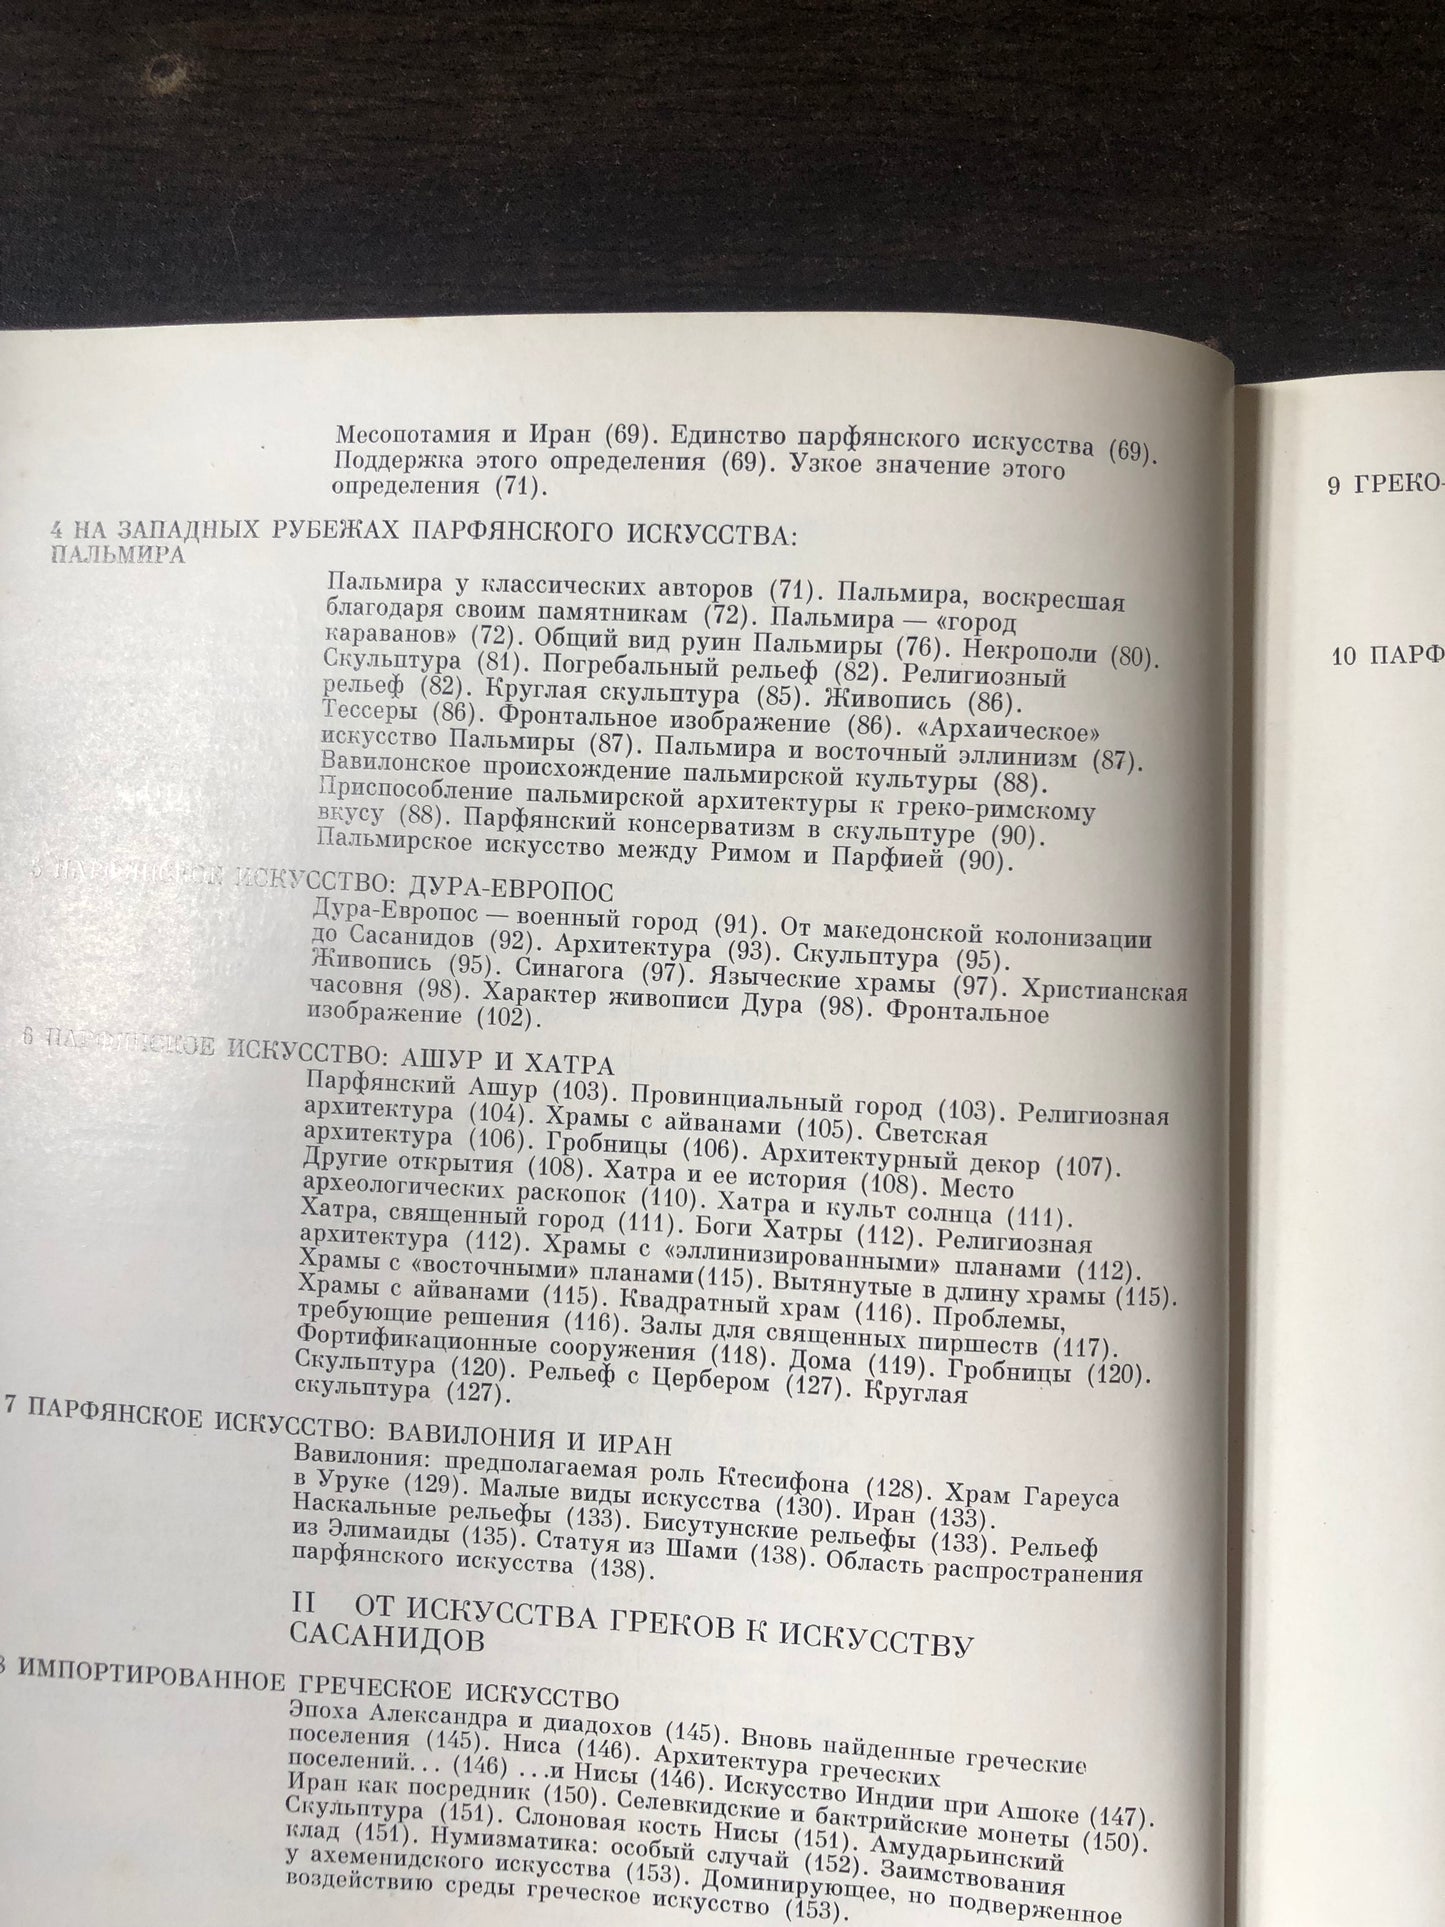 Месопотамия и Иран (69). Единство парфянского искусства (69).
Поддержка этого определения (69). Узкое значение этого
определения (71).
4 НА ЗАПАДНЫХ РУБЕЖАХ ПАРФЯНСКОГО ИСКУССТВА:
ПАЛЬМИРА
Пальмира у классических авторов (71). Пальмира, воскресшая
благодаря своим памятникам (72). Пальмира — «город
караванов» (72). Общий вид руин Пальмиры (76). Некрополи (80).
Скульптура (81). Погребальный рельеф (82). Религиозный
рельеф (82). Круглая скульптура (85). Живопись (86).
Тессеры (86). Фронтальное изображение (86). «Архаическое»
искусство Пальмиры (87). Пальмира и восточный эллинизм (87).
Вавилонское происхождение пальмирской культуры (88).
Приспособление пальмирской архитектуры к греко-римскому
вкусу (88). Парфянский консерватизм в скульптуре (90).
Пальмирское искусство между Римом и Парфией (90).
5 ПАРФЯНСКОЕ ИСКУССТВО: ДУРА-ЕВРОПОС
Дура-Европос — военный город (91). От македонской колонизации
до Сасанидов (92). Архитектура (93). Скульптура (95).
Живопись (95). Синагога (97). Языческие храмы (97). Христианская
часовня (98). Характер живописи Дура (98). Фронтальное
изображение (102).
6 ПАРФЯНСКОЕ ИСКУССТВО: АШУР И ХАТРА
Парфянский Ашур (103). Провинциальный город (103). Религиозная
архитектура (104). Храмы с айванами (105). Светская
архитектура (106). Гробницы (106). Архитектурный декор (107).
Другие открытия (108). Хатра и ее история (108). Место
археологических раскопок (110). Хатра и культ солнца (111).
Хатра, священный город (111). Боги Хатры (112). Религиозная
архитектура (112). Храмы с «эллинизированными» планами (112).
Храмы с «восточными» планами(115). Вытянутые в длину храмы (115).
Храмы с айванами (115). Квадратный храм (116). Проблемы,
требующие решения (116). Залы для священных пиршеств (117).
Фортификационные сооружения (118). Дома (119). Гробницы (120).
Скульптура (120). Рельеф с Цербером (127). Круглая
скульптура (127).
7 ПАРФЯНСКОЕ ИСКУССТВО: ВАВИЛОНИЯ И ИРАН
Вавилония: предполагаемая роль Ктесифона (128). Храм Гареуса
в Уруке (129). Малые виды искусства (130). Иран (133).
Наскальные рельефы (133). Бисутунские рельефы (133). Рельеф
из Элимаиды (135). Статуя из Шами (138). Область распространения
парфянского искусства (138).
II ОТ ИСКУССТВА ГРЕКОВ К ИСКУССТВУ
САСАНИДОВ
8 ИМПОРТИРОВАННОЕ ГРЕЧЕСКОЕ ИСКУССТВО
Эпоха Александра и диадохов (145). Вновь найденные греческие
поселения (145). Ниса (146). Архитектура греческих
поселений... (146) ...и Нисы (146). Искусство Индии при Ашоке (147).
Иран как посредник (150). Селевкидские и бактрийские монеты (150).
Скульптура (151). Слоновая кость Нисы (151). Амударьинский
клад (151). Нумизматика: особый случай (152). Заимствования
у ахеменидского искусства (153). Доминирующее, но подверженное
воздействию среды греческое искусство (153).
9 ГРЕКО-
10 ПАРФ